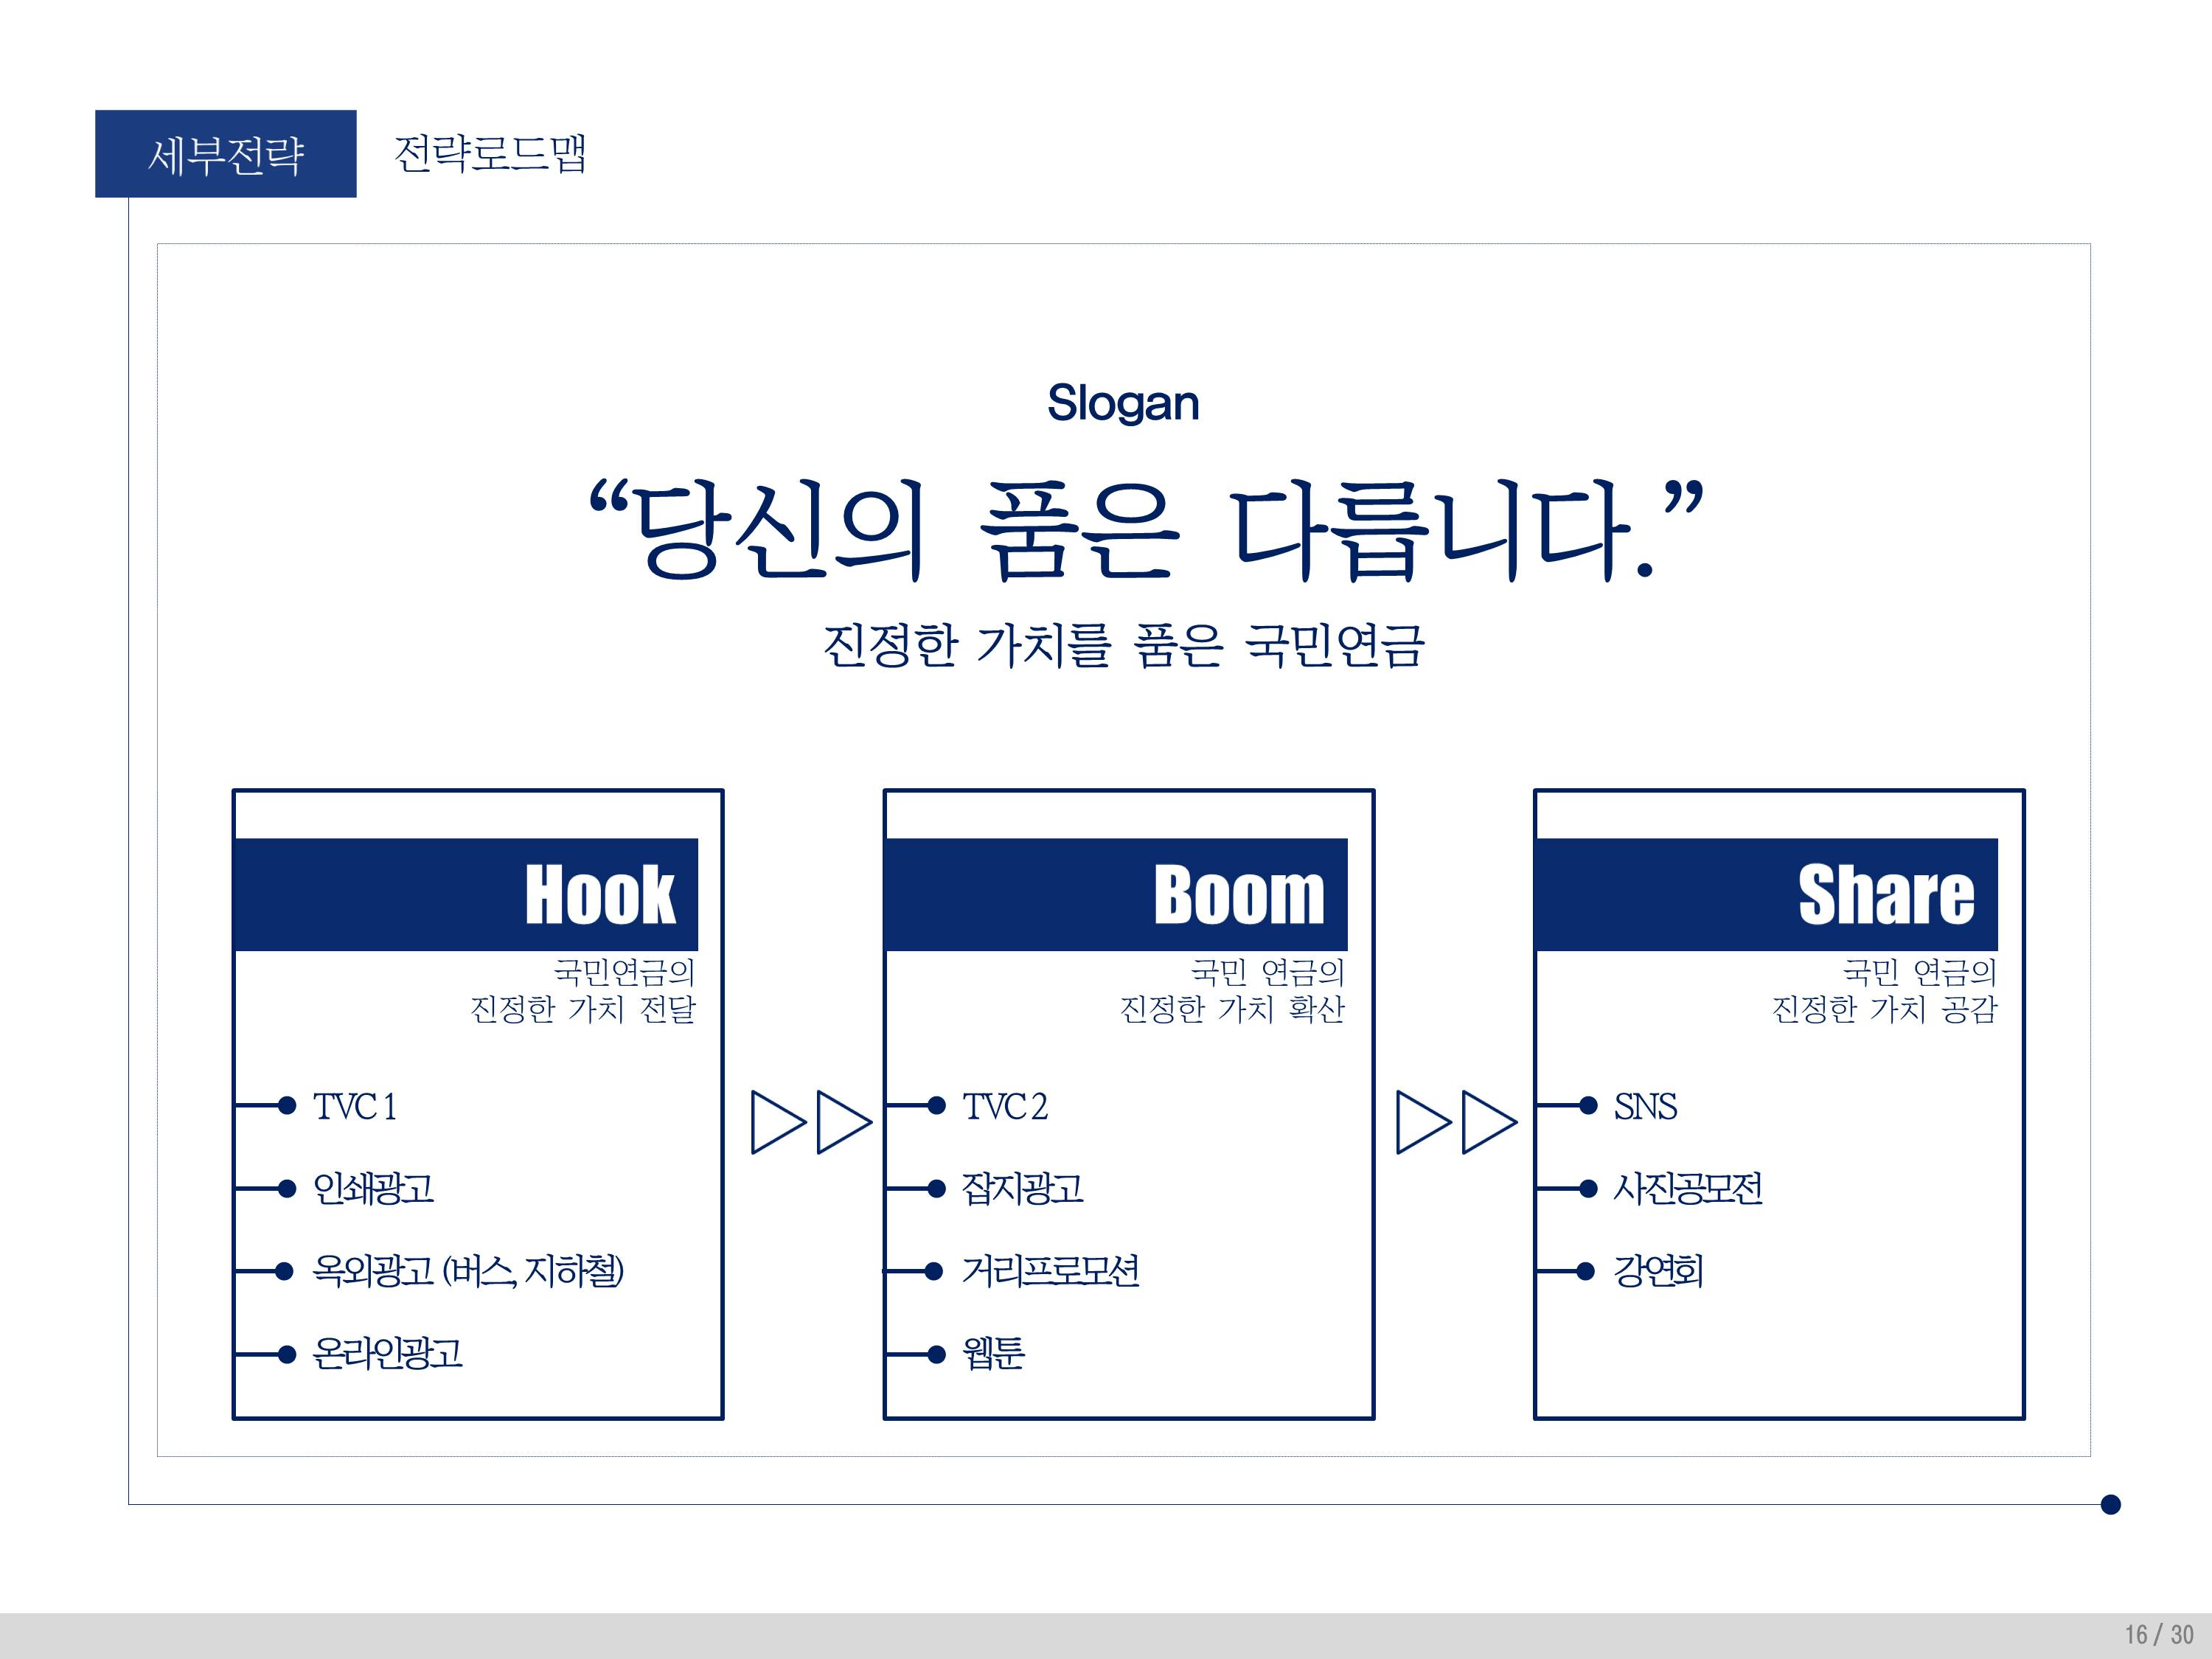 세부전략
전략로드맵
Slogan
“당신의 품은 다릅니다.”
진정한 가치를 품은 국민연금
Hook
국민연금의
진정한 가치 전달
TVC 1
인쇄광고
옥외광고 (버스, 지하철)
온라인광고
Boom
국민 연금의
진정한 가치 확산
TVC 2
잡지광고
거리프로모션
웹툰
Share
국민 연금의
진정한 가치 공감
SNS
사진공모전
강연회
16 / 30